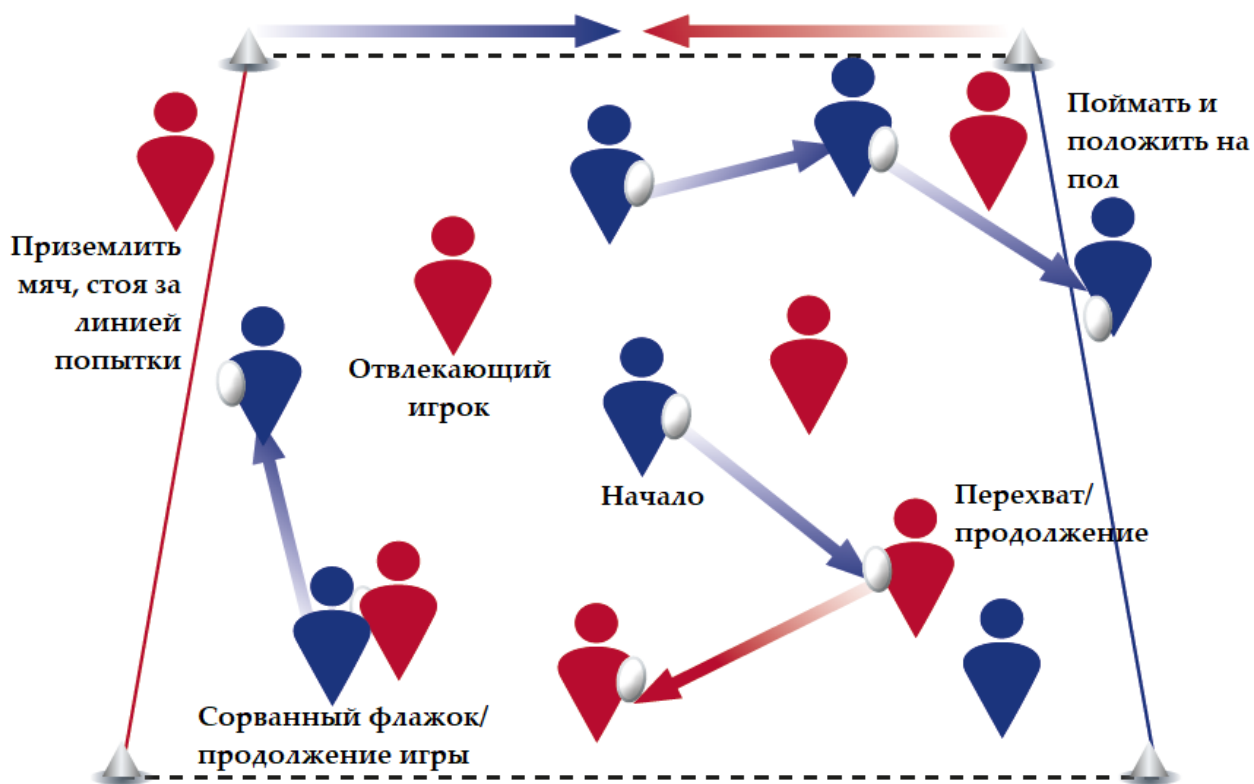 Поймать и
положить на
пол
Приземлить
мяч, стоя за
линией
попытки
Отвлекающий
игрок
Начало
Перехват/
продолжение
Сорванный флажок/
продолжение игры